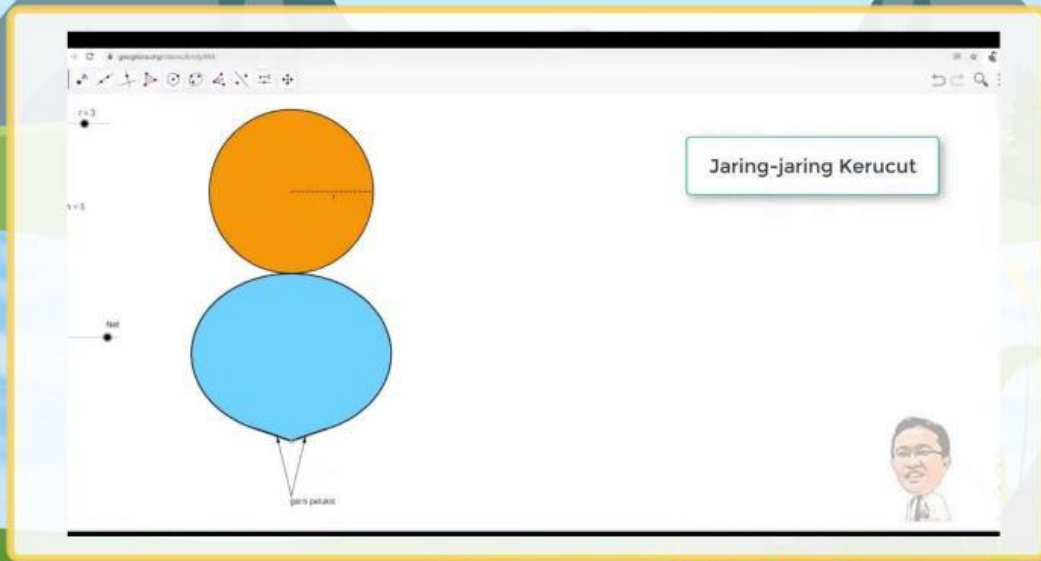 r = 3
Jaring-jaring Kerucut
r
Net
garis pelukis